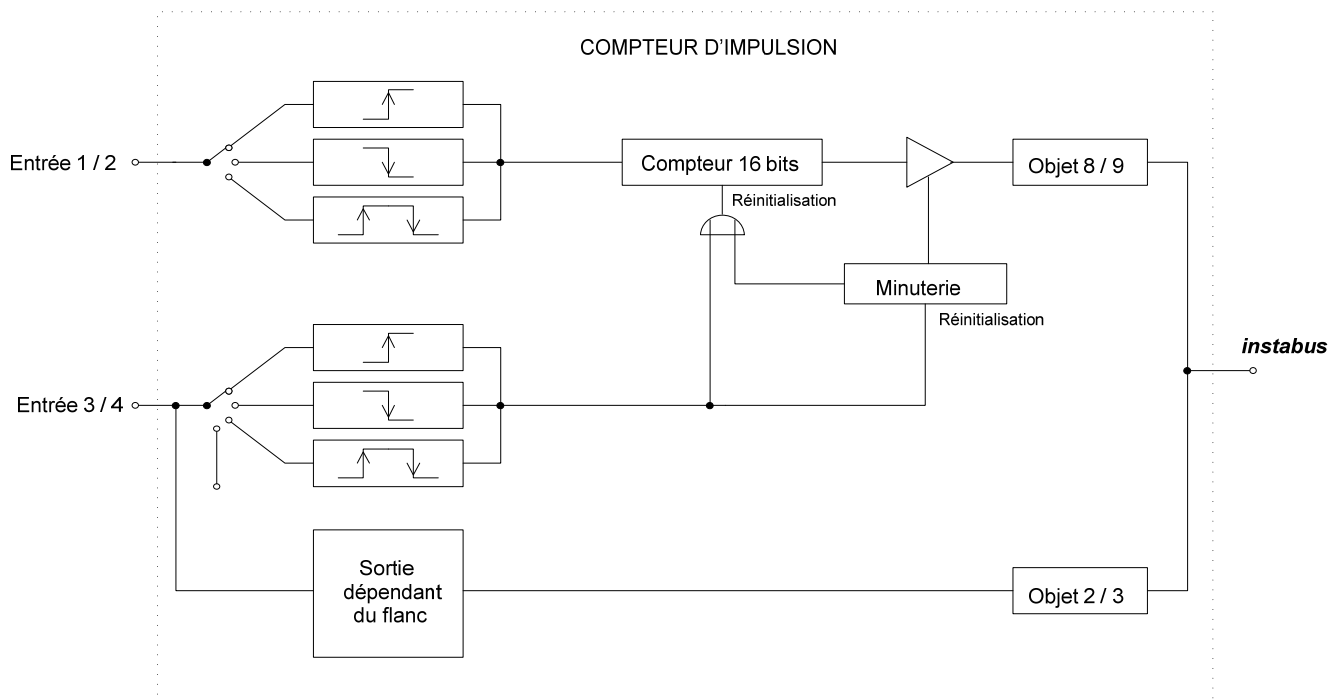 COMPTEUR D'IMPULSION
Entrée 1 / 2
Compteur 16 bits
Objet 8 / 9
Réinitialisation
Minuterie
Réinitialisation
instabus
Entrée 3 / 4
Sortie
dépendant
du flanc
Objet 2 / 3